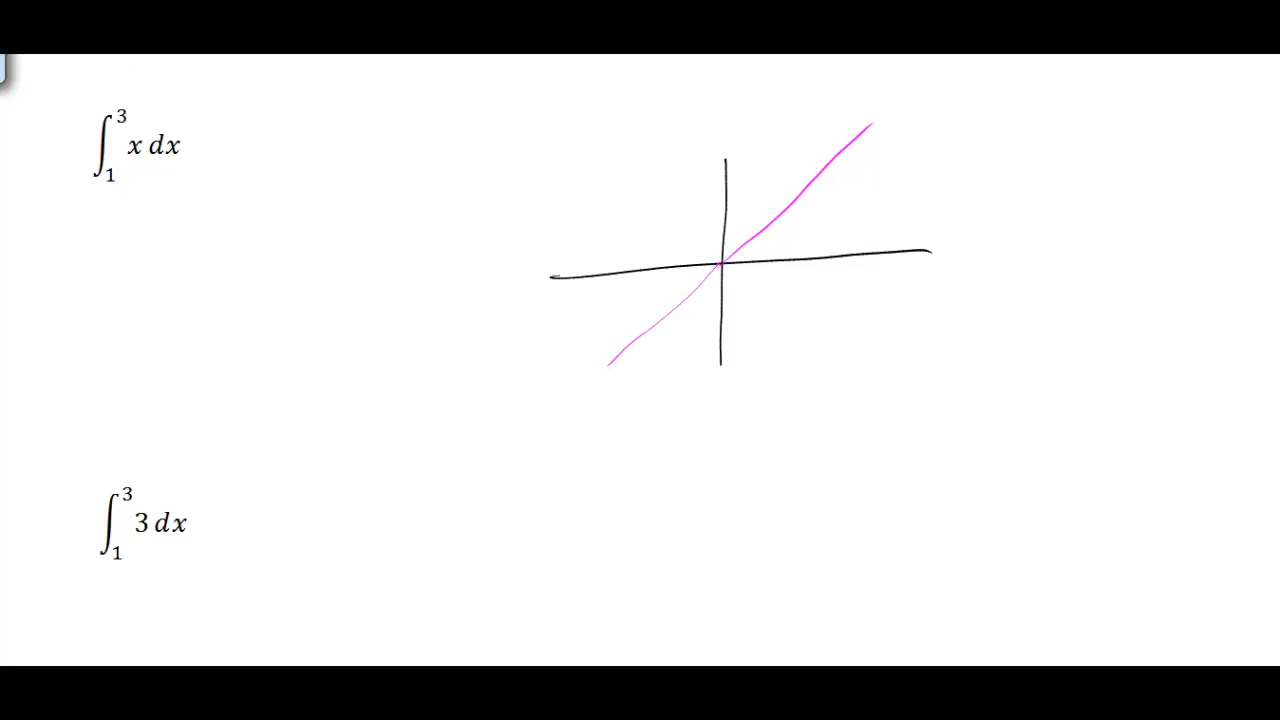 ∫₁³ x dx
∫₁³ 3 dx